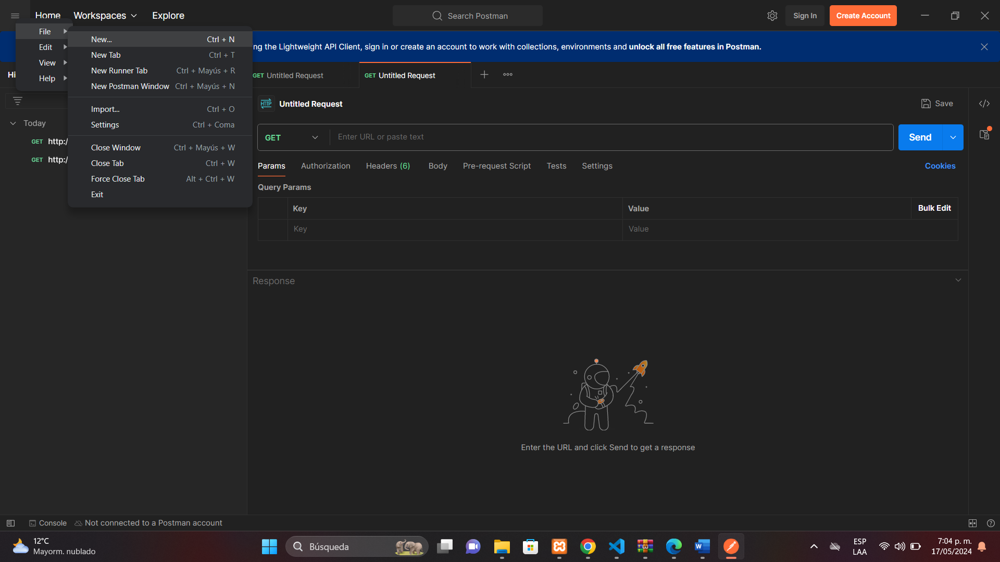 Home Workspaces Explore Search Postman Sign In Create Account
File
Edit
View
Help
New... Ctrl + N
New Tab Ctrl + T
New Runner Tab Ctrl + Mayús + R
New Postman Window Ctrl + Mayús + N
Import... Ctrl + O
Settings Ctrl + Coma
Close Window Ctrl + Mayús + W
Close Tab Ctrl + W
Force Close Tab Alt + Ctrl + W
Exit
ng the Lightweight API Client, sign in or create an account to work with collections, environments and unlock all free features in Postman.
Hi
GET Untitled Request GET Untitled Request
Today
GET http:/
GET http:/
HTTP Untitled Request Save
GET Enter URL or paste text Send
Params Authorization Headers (6) Body Pre-request Script Tests Settings Cookies
Query Params
Key Value Bulk Edit
Key Value
Response
Enter the URL and click Send to get a response
Console Not connected to a Postman account
12°C
Mayorm. nublado
Búsqueda
ESP
LAA
7:04 p. m.
17/05/2024